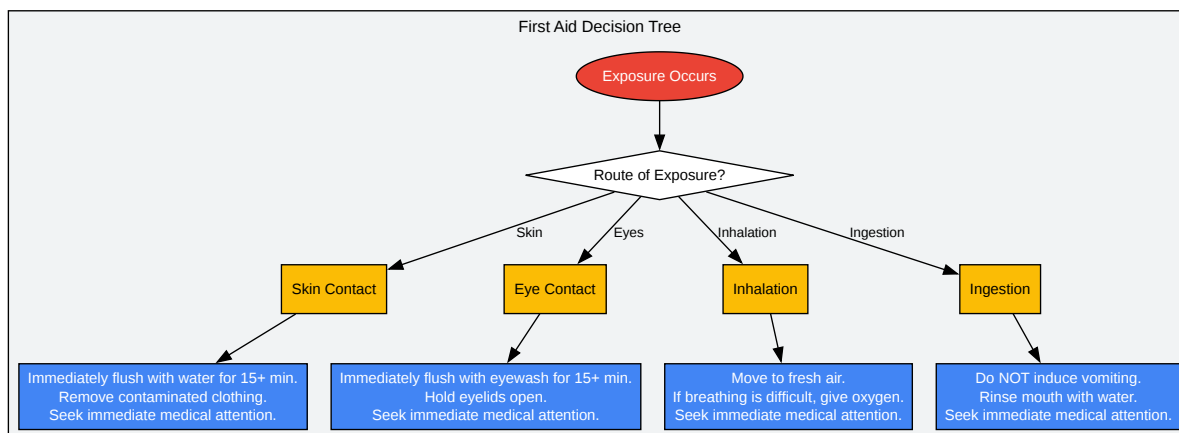 First Aid Decision Tree
Exposure Occurs
Route of Exposure?
Skin
Eyes
Inhalation
Ingestion
Skin Contact
Eye Contact
Inhalation
Ingestion
Immediately flush with water for 15+ min.
Remove contaminated clothing.
Seek immediate medical attention.
Immediately flush with eyewash for 15+ min.
Hold eyelids open.
Seek immediate medical attention.
Move to fresh air.
If breathing is difficult, give oxygen.
Seek immediate medical attention.
Do NOT induce vomiting.
Rinse mouth with water.
Seek immediate medical attention.